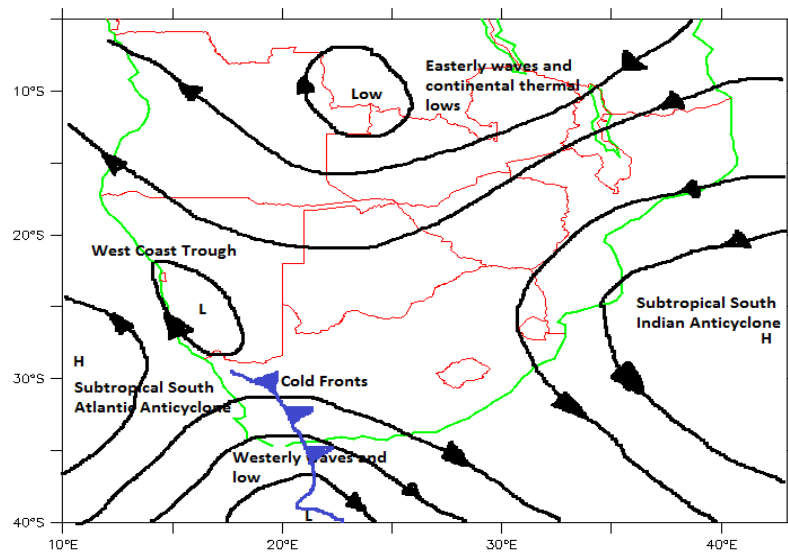 10°S
20°S
30°S
40°S
10°E
20°E
30°E
40°E
Low
Easterly waves and
continental thermal
lows
West Coast Trough
L
Subtropical South
Indian Anticyclone
H
H
Subtropical South
Atlantic Anticyclone
Cold Fronts
Westerly waves and
low
L